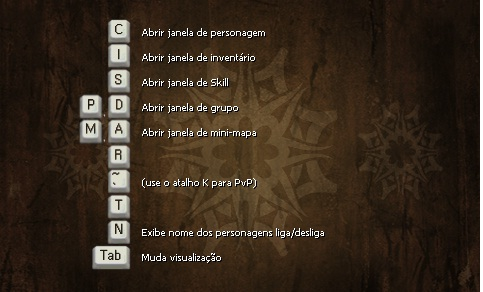 C Abrir janela de personagem
I Abrir janela de inventário
S Abrir janela de Skill
P, D Abrir janela de grupo
M, A Abrir janela de mini-mapa
R
~ (use o atalho K para PvP)
T
N Exibe nome dos personagens liga/desliga
Tab Muda visualização